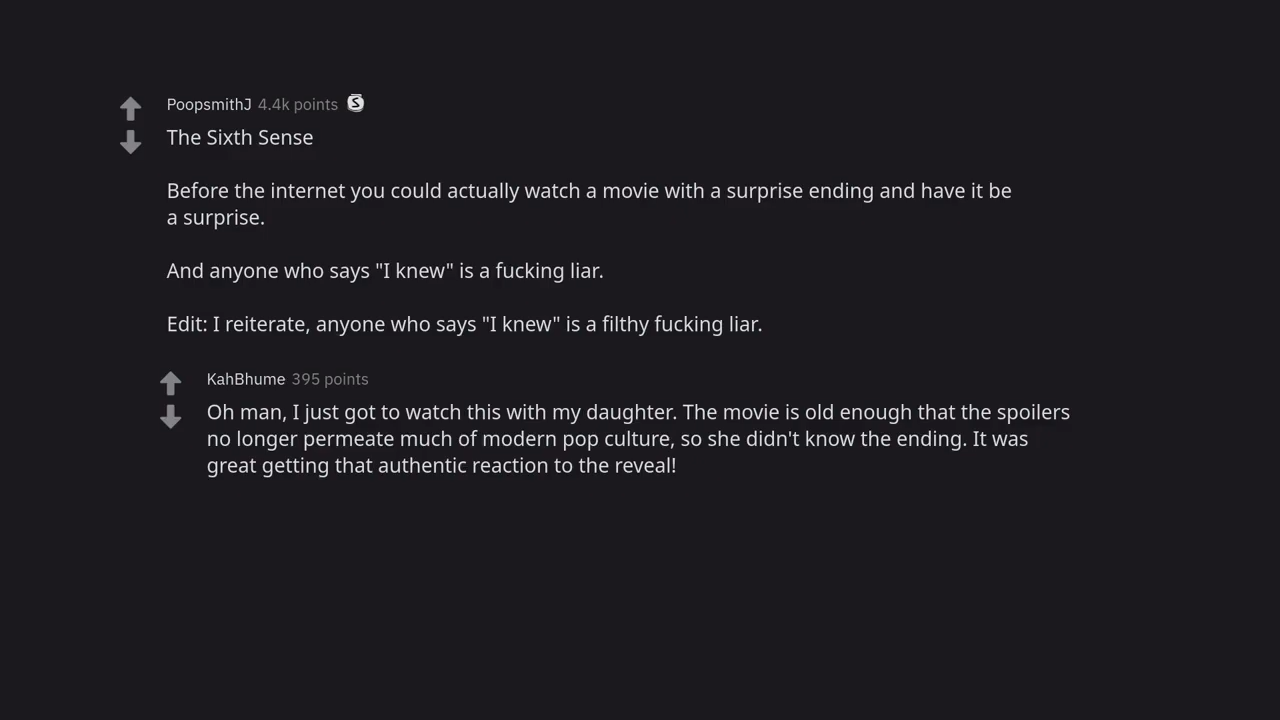 PoopsmithJ 4.4k points
The Sixth Sense
Before the internet you could actually watch a movie with a surprise ending and have it be
a surprise.
And anyone who says "I knew" is a fucking liar.
Edit: I reiterate, anyone who says "I knew" is a filthy fucking liar.
KahBhume 395 points
Oh man, I just got to watch this with my daughter. The movie is old enough that the spoilers
no longer permeate much of modern pop culture, so she didn't know the ending. It was
great getting that authentic reaction to the reveal!